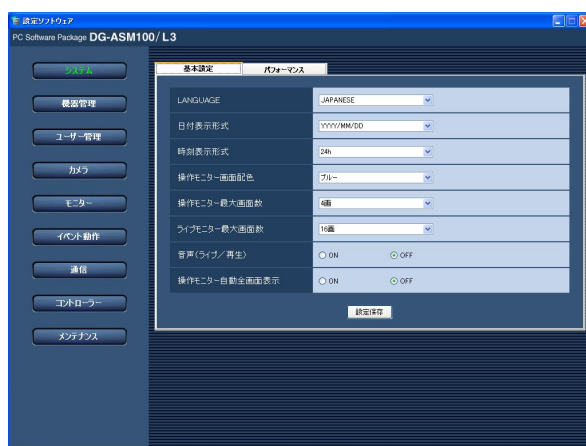 設定ソフトウェア
PC Software Package DG-ASM100/L3
システム
機器管理
ユーザー管理
カメラ
モニター
イベント動作
通信
コントローラー
メンテナンス
基本設定 パフォーマンス
LANGUAGE JAPANESE
日付表示形式 YYYY/MM/DD
時刻表示形式 24h
操作モニター画面配色 ブルー
操作モニター最大画面数 4画
ライブモニター最大画面数 16画
音声(ライブ/再生) ON OFF
操作モニター自動全画面表示 ON OFF
設定保存